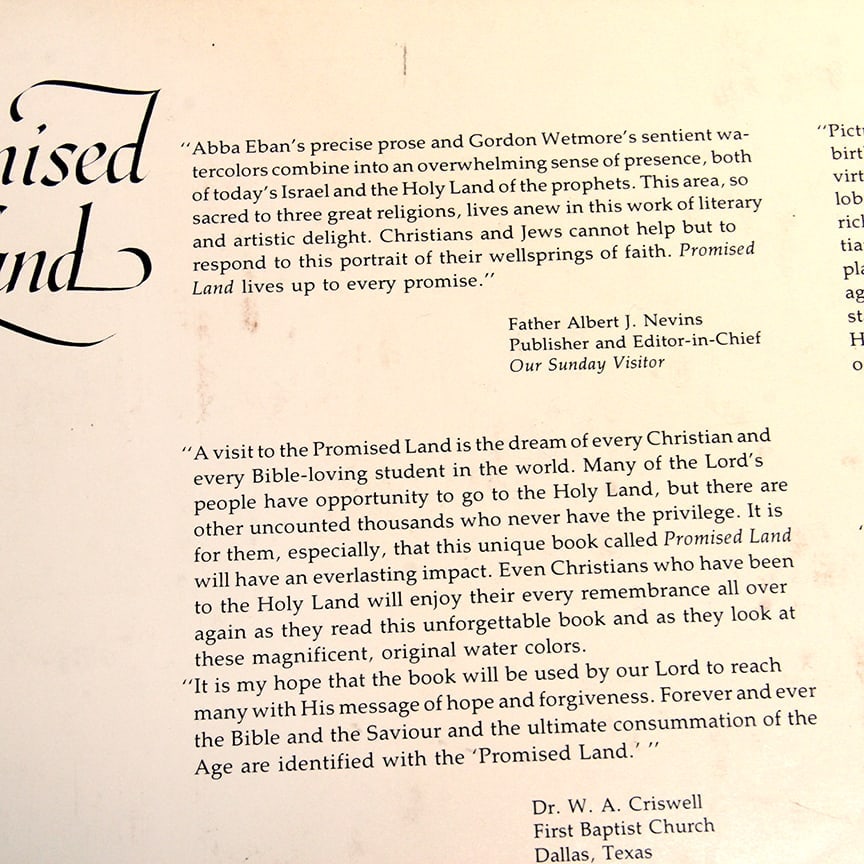 “Abba Eban’s precise prose and Gordon Wetmore’s sentient wa-
tercolors combine into an overwhelming sense of presence, both
of today’s Israel and the Holy Land of the prophets. This area, so
sacred to three great religions, lives anew in this work of literary
and artistic delight. Christians and Jews cannot help but to
respond to this portrait of their wellsprings of faith. Promised
Land lives up to every promise.”
Father Albert J. Nevins
Publisher and Editor-in-Chief
Our Sunday Visitor
“A visit to the Promised Land is the dream of every Christian and
every Bible-loving student in the world. Many of the Lord’s
people have opportunity to go to the Holy Land, but there are
other uncounted thousands who never have the privilege. It is
for them, especially, that this unique book called Promised Land
will have an everlasting impact. Even Christians who have been
to the Holy Land will enjoy their every remembrance all over
again as they read this unforgettable book and as they look at
these magnificent, original water colors.
“It is my hope that the book will be used by our Lord to reach
many with His message of hope and forgiveness. Forever and ever
the Bible and the Saviour and the ultimate consummation of the
Age are identified with the ‘Promised Land.’ ”
Dr. W. A. Criswell
First Baptist Church
Dallas, Texas